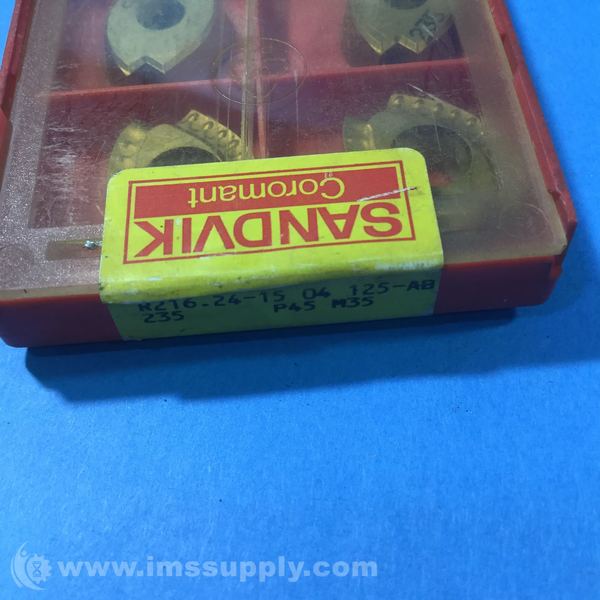 235
SANDVIK
Coromant
R216.24-15 04 125-AB
235 P45 M35
www.imssupply.com